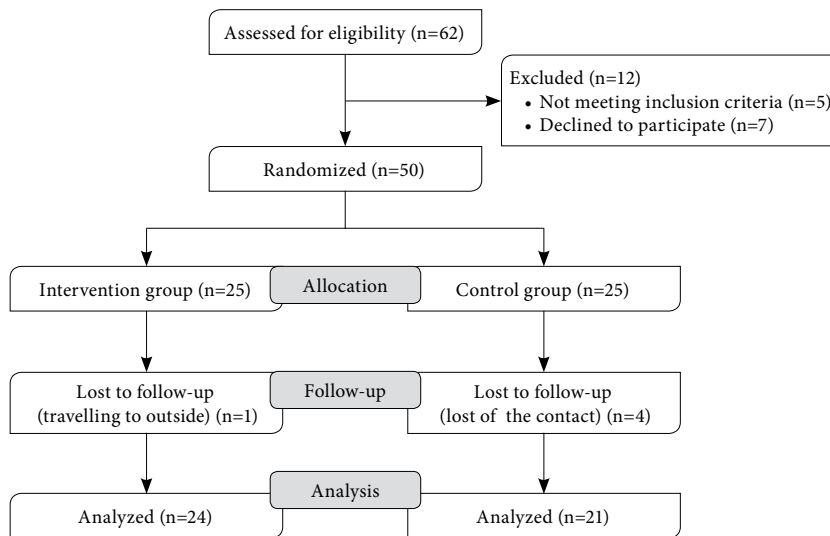 Assessed for eligibility (n=62)
Excluded (n=12)
• Not meeting inclusion criteria (n=5)
• Declined to participate (n=7)
Randomized (n=50)
Intervention group (n=25)
Allocation
Control group (n=25)
Lost to follow-up
(travelling to outside) (n=1)
Follow-up
Lost to follow-up
(lost of the contact) (n=4)
Analysis
Analyzed (n=24)
Analyzed (n=21)